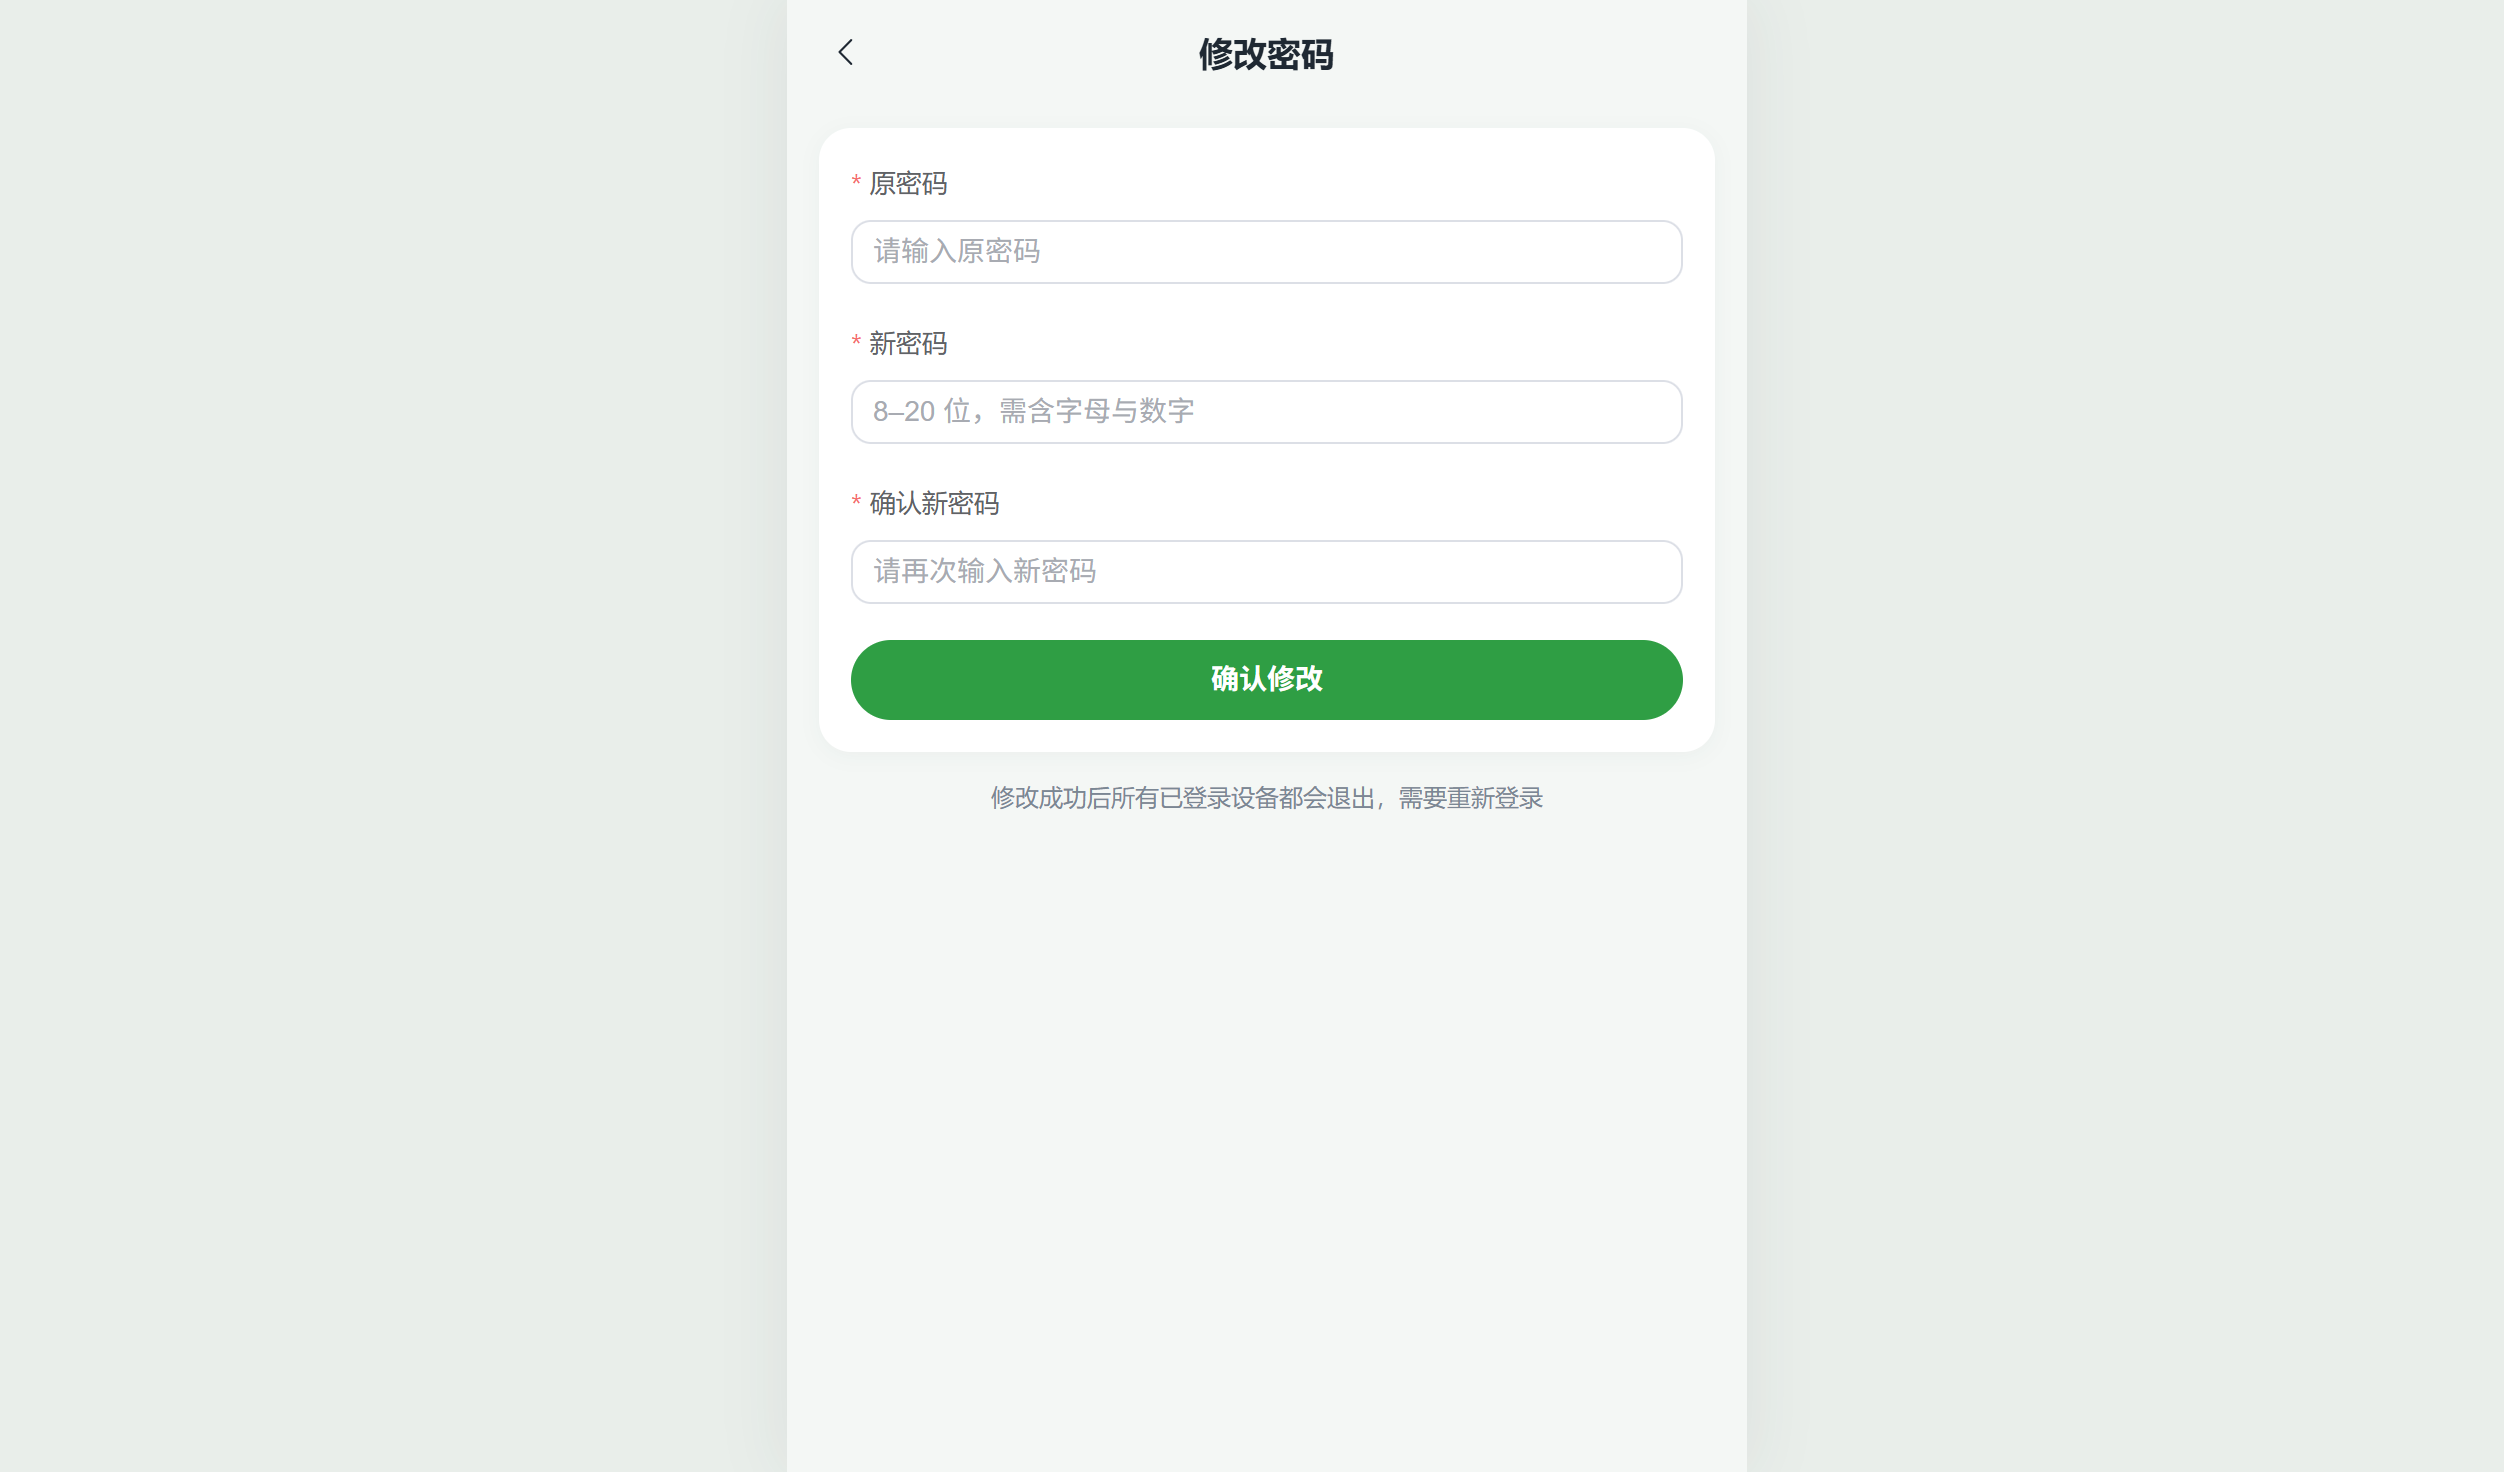 修改密码
* 原密码
请输入原密码
* 新密码
8–20 位，需含字母与数字
* 确认新密码
请再次输入新密码
确认修改
修改成功后所有已登录设备都会退出，需要重新登录